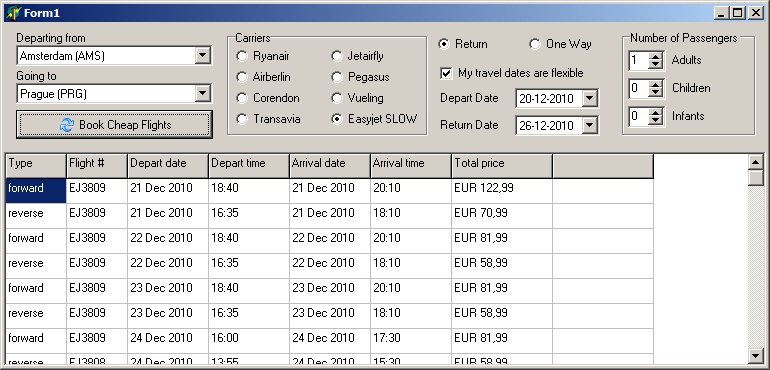 Form1
Departing from
Amsterdam (AMS)
Going to
Prague (PRG)
Book Cheap Flights
Carriers
Ryanair Jetairfly
Airberlin Pegasus
Corendon Vueling
Transavia Easyjet SLOW
Return One Way
My travel dates are flexible
Depart Date 20-12-2010
Return Date 26-12-2010
Number of Passengers
1 Adults
0 Children
0 Infants
Type Flight # Depart date Depart time Arrival date Arrival time Total price
forward EJ3809 21 Dec 2010 18:40 21 Dec 2010 20:10 EUR 122,99
reverse EJ3809 21 Dec 2010 16:35 21 Dec 2010 18:10 EUR 70,99
forward EJ3809 22 Dec 2010 18:40 22 Dec 2010 20:10 EUR 81,99
reverse EJ3809 22 Dec 2010 16:35 22 Dec 2010 18:10 EUR 58,99
forward EJ3809 23 Dec 2010 18:40 23 Dec 2010 20:10 EUR 81,99
reverse EJ3809 23 Dec 2010 16:35 23 Dec 2010 18:10 EUR 58,99
forward EJ3809 24 Dec 2010 16:00 24 Dec 2010 17:30 EUR 81,99
reverse EJ3808 24 Dec 2010 13:55 24 Dec 2010 15:30 EUR 58,99